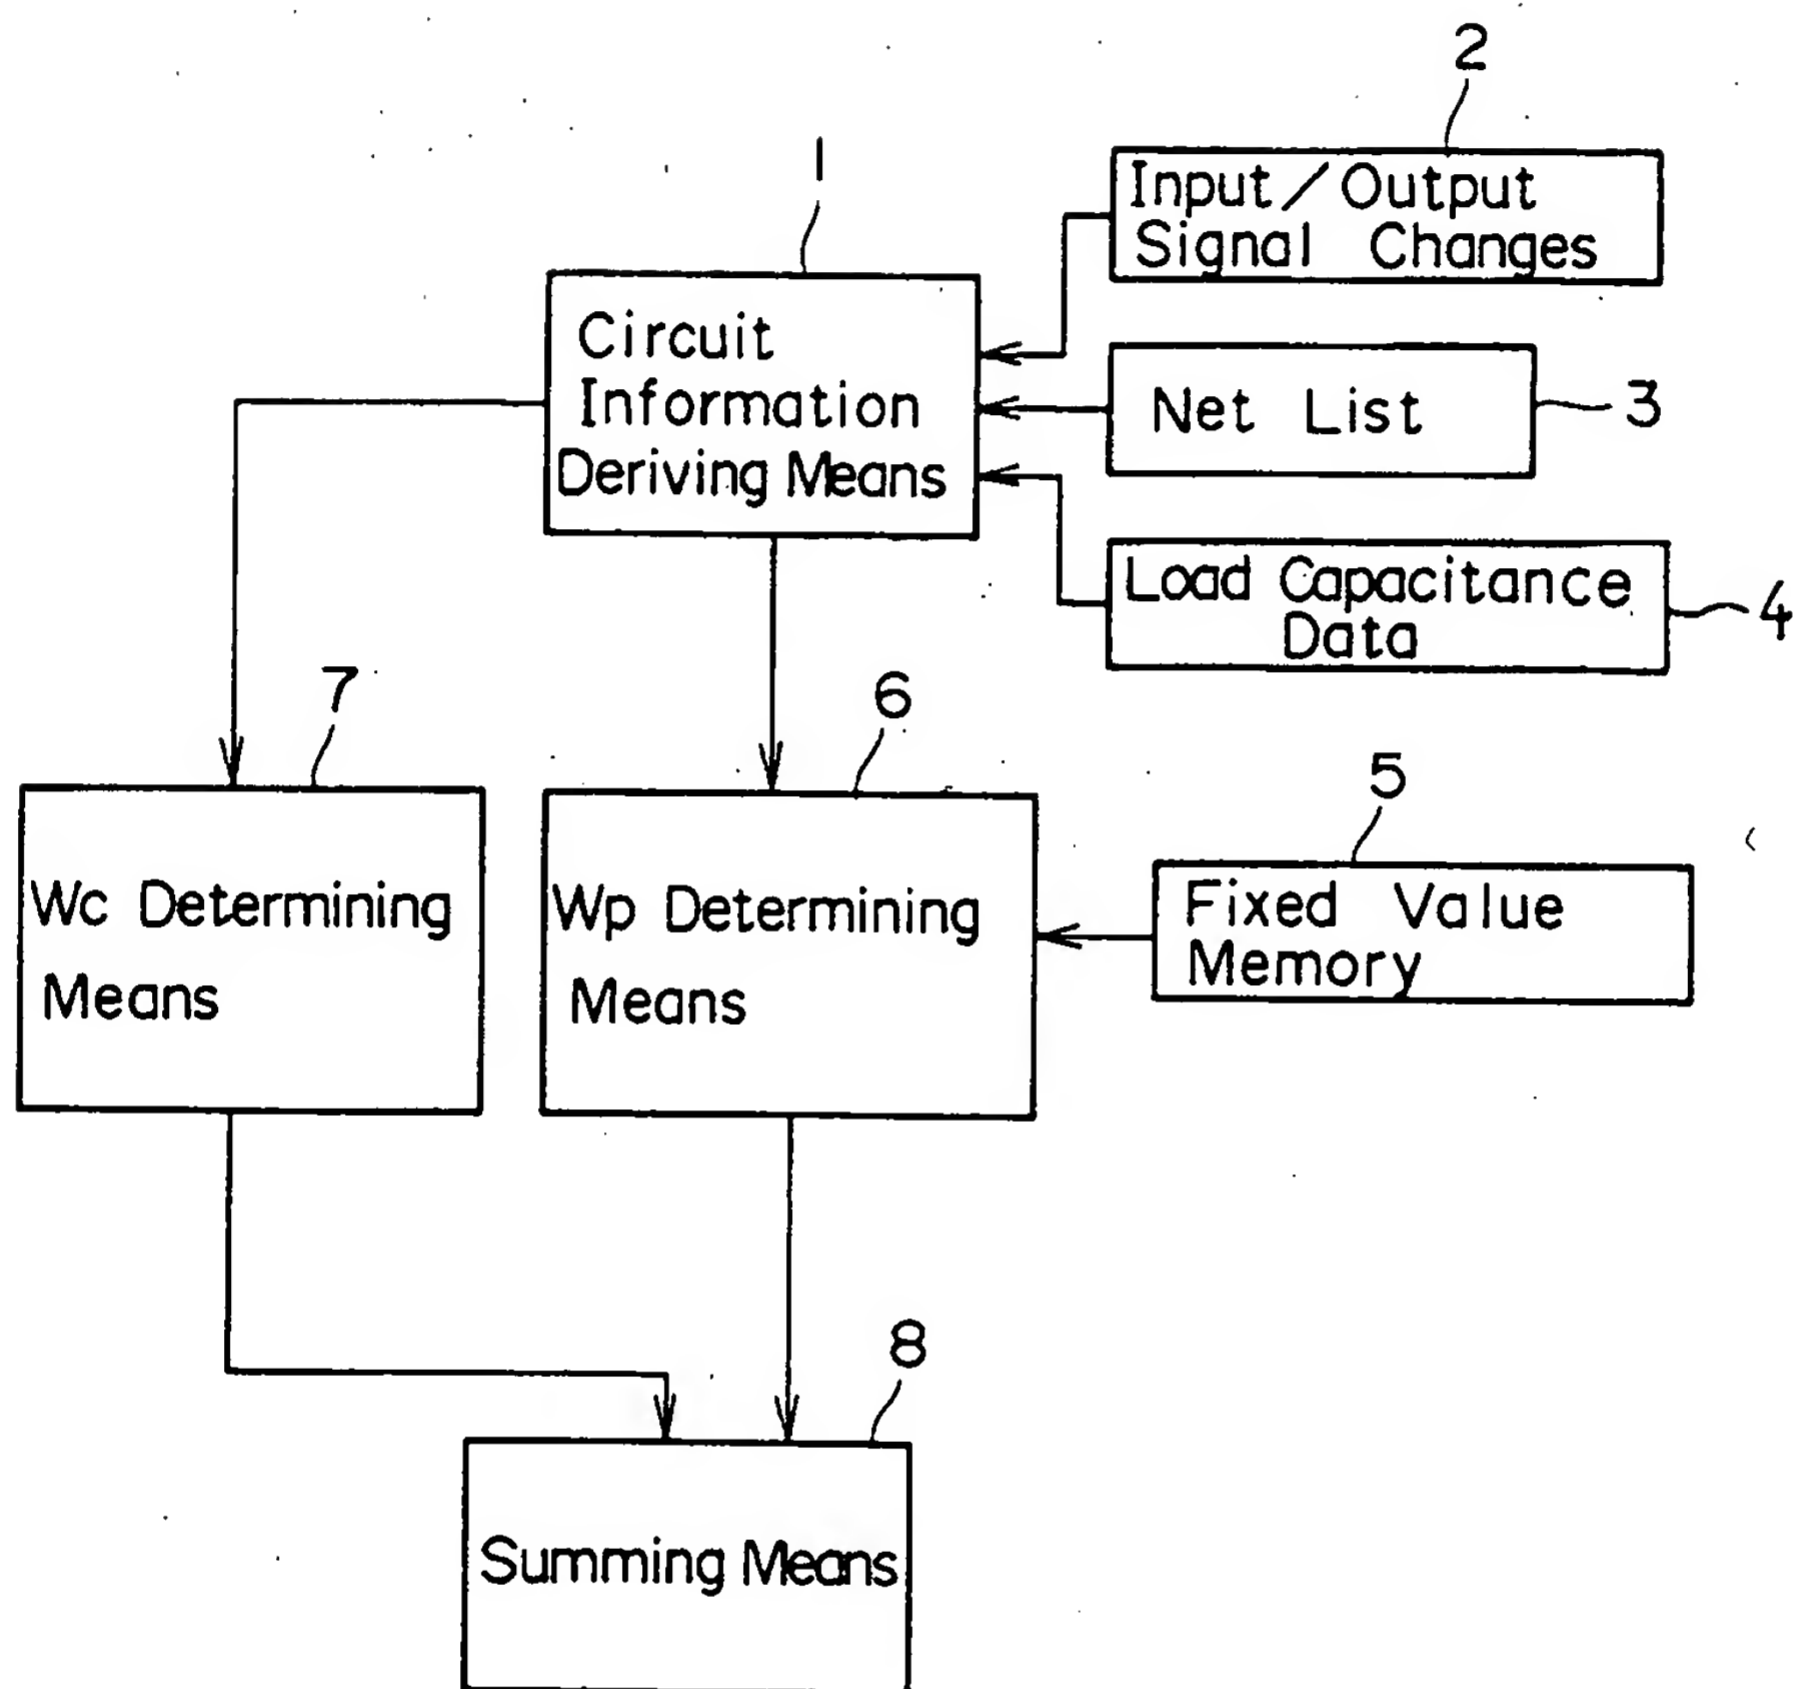 2
1
Input/Output
Signal Changes
Circuit
Information
Deriving Means
Net List
3
Load Capacitance
Data
4
7
6
5
Wc Determining
Means
Wp Determining
Means
Fixed Value
Memory
8
Summing Means